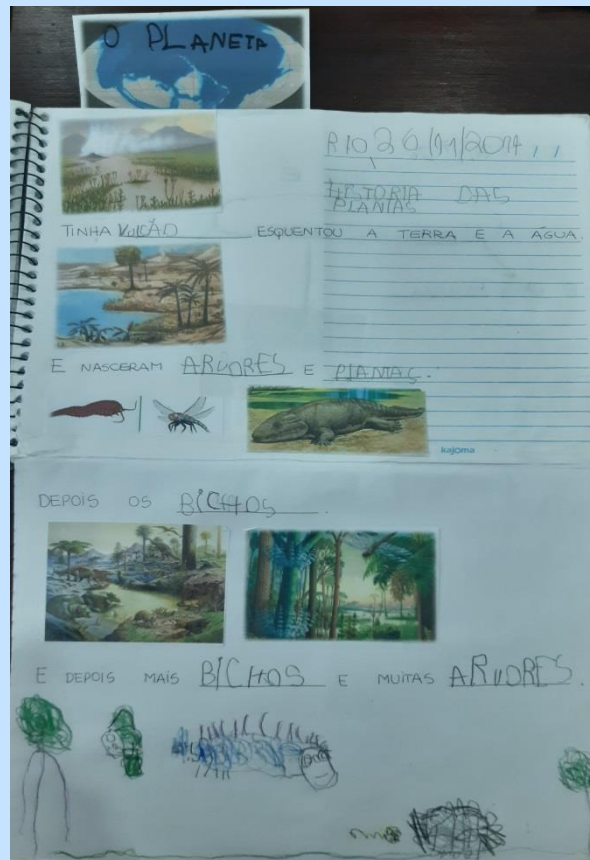 O PLANETA
RIO 26/11/2014
HISTORIA DAS
PLANTAS
TINHA VULCÃO ESQUENTOU A TERRA E A ÁGUA.
E NASCERAM ARVORES E PLANTAS.
kajoma
DEPOIS OS BICHOS.
E DEPOIS MAIS BICHOS E MUITAS ARVORES.